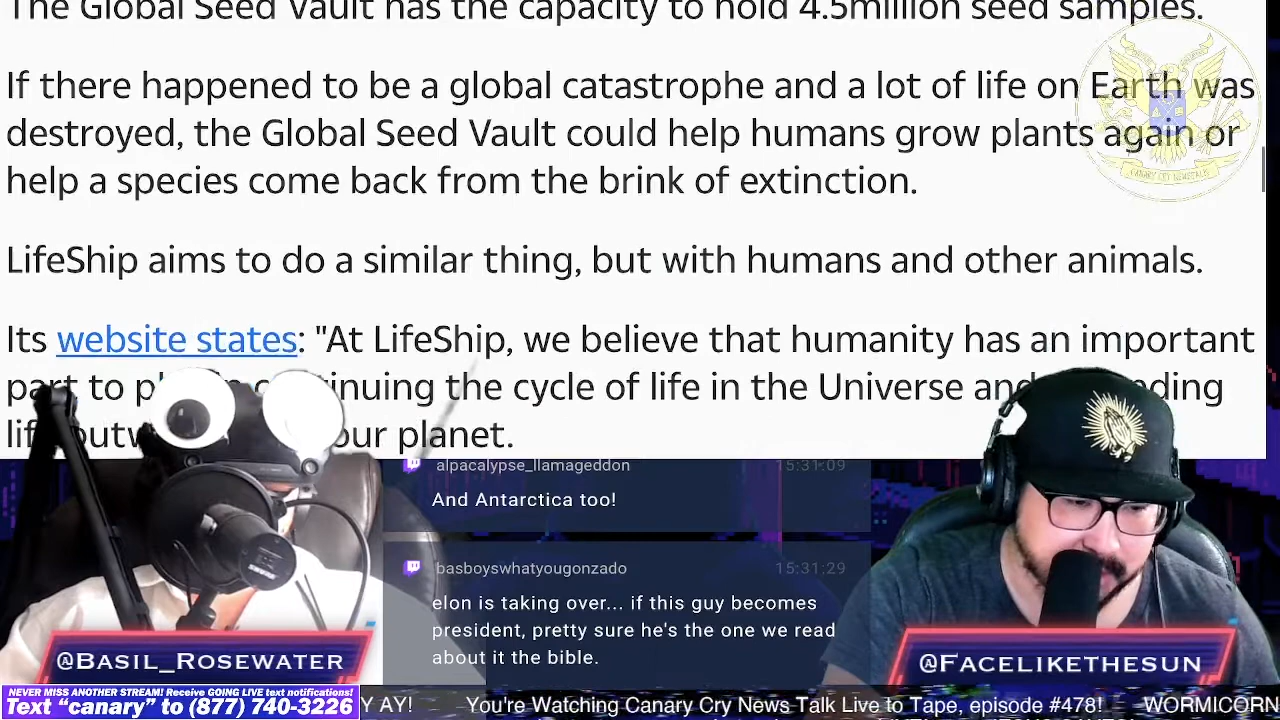 The Global Seed Vault has the capacity to hold 4.5million seed samples.
If there happened to be a global catastrophe and a lot of life on Earth was
destroyed, the Global Seed Vault could help humans grow plants again or
help a species come back from the brink of extinction.
LifeShip aims to do a similar thing, but with humans and other animals.
Its website states: "At LifeShip, we believe that humanity has an important
part to continuing the cycle of life in the Universe and
our planet.
CANARY CRY NEWS TALK
alpacalypse_llamageddon 15:31:09
And Antarctica too!
basboyswhatyougonzado 15:31:29
elon is taking over... if this guy becomes
president, pretty sure he's the one we read
about it the bible.
SHURE
@BASIL_ROSEWATER
@FACELIKETHESUN
NEVER MISS ANOTHER STREAM! Receive GOING LIVE text notifications!
Text “canary” to (877) 740-3226
Y AY! You're Watching Canary Cry News Talk Live to Tape, episode #478! WORMICORN